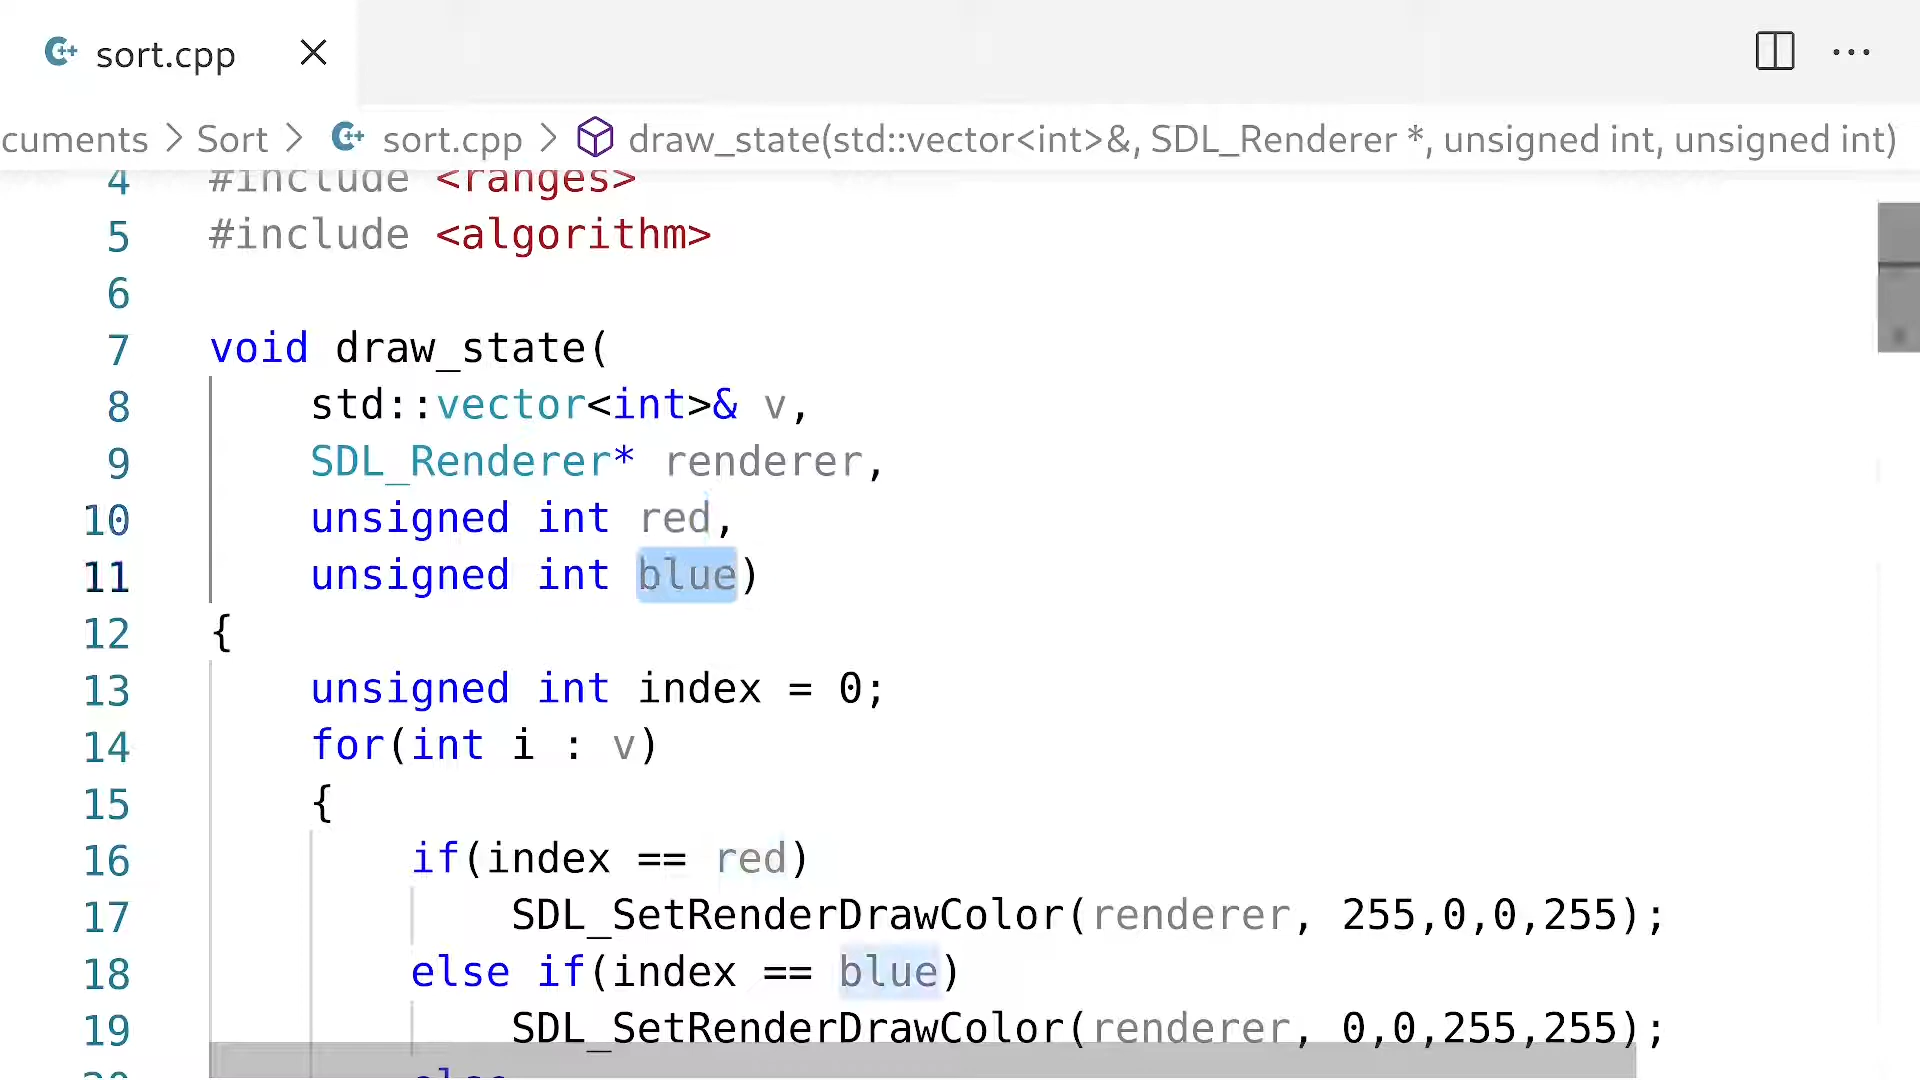 sort.cpp
cuments > Sort > sort.cpp > draw_state(std::vector<int>&, SDL_Renderer *, unsigned int, unsigned int)
4 #include <ranges>
5 #include <algorithm>
6
7 void draw_state(
8 std::vector<int>& v,
9 SDL_Renderer* renderer,
10 unsigned int red,
11 unsigned int blue)
12 {
13 unsigned int index = 0;
14 for(int i : v)
15 {
16 if(index == red)
17 SDL_SetRenderDrawColor(renderer, 255,0,0,255);
18 else if(index == blue)
19 SDL_SetRenderDrawColor(renderer, 0,0,255,255);
20 else